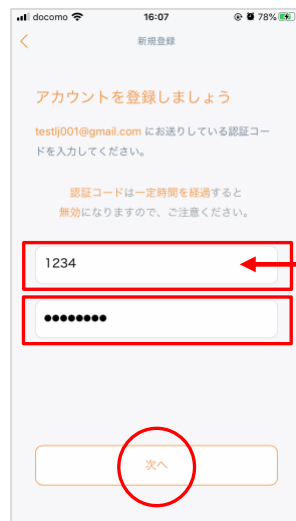 docomo 16:07 78%
新規登録
アカウントを登録しましょう
testlj001@gmail.com にお送りしている認証コー
ドを入力してください。
認証コードは一定時間を経過すると
無効になりますので、ご注意ください。
1234
●●●●●●●●
次へ